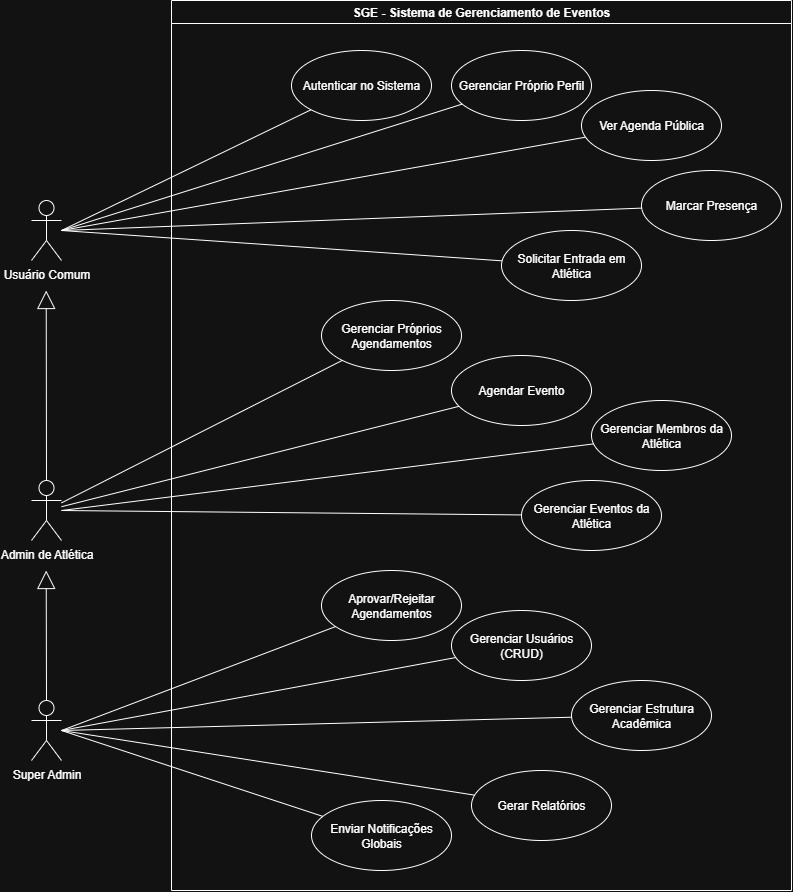 SGE - Sistema de Gerenciamento de Eventos
Autenticar no Sistema
Gerenciar Próprio Perfil
Ver Agenda Pública
Marcar Presença
Solicitar Entrada em
Atlética
Usuário Comum
Gerenciar Próprios
Agendamentos
Agendar Evento
Gerenciar Membros da
Atlética
Gerenciar Eventos da
Atlética
Admin de Atlética
Aprovar/Rejeitar
Agendamentos
Gerenciar Usuários
(CRUD)
Gerenciar Estrutura
Acadêmica
Super Admin
Gerar Relatórios
Enviar Notificações
Globais